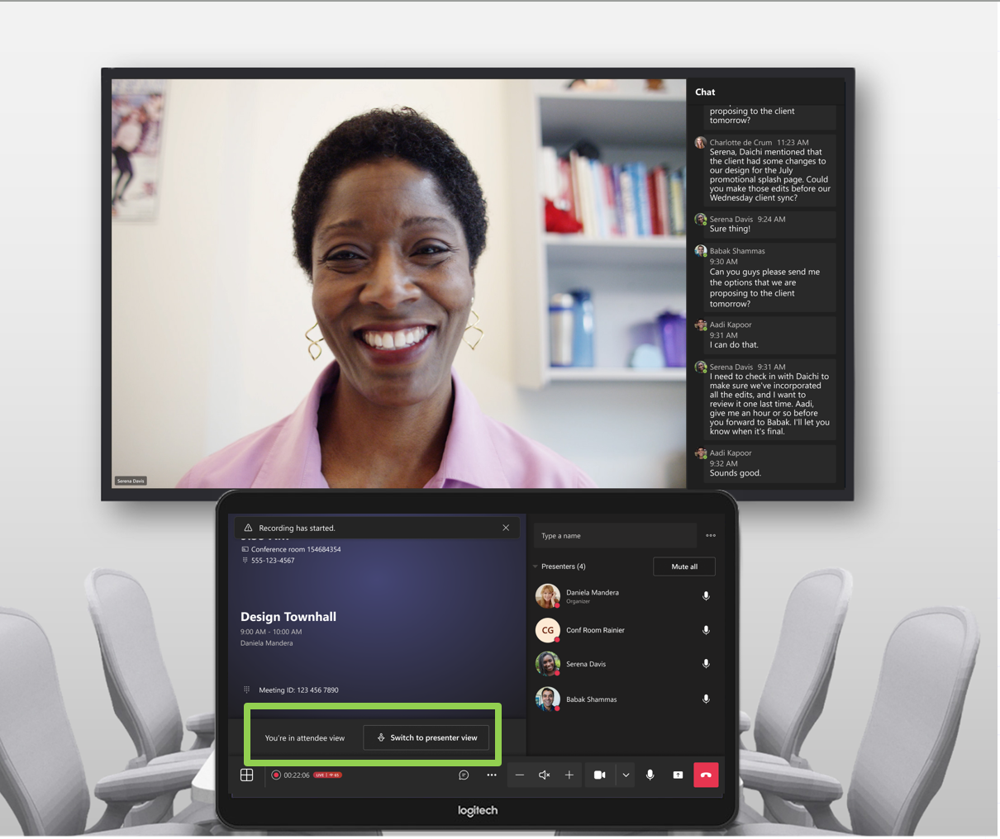 Chat
proposing to the client
tomorrow?
Charlotte de Crum 11:23 AM
Serena, Daichi mentioned that
the client had some changes to
our design for the July
promotional splash page. Could
you make those edits before our
Wednesday client sync?
Serena Davis 9:24 AM
Sure thing!
Babak Shammas
9:30 AM
Can you guys please send me
the options that we are
proposing to the client
tomorrow?
Aadi Kapoor
9:31 AM
I can do that.
Serena Davis 9:31 AM
I need to check in with Daichi to
make sure we've incorporated
all the edits, and I want to
review it one last time. Aadi,
give me an hour or so before
you forward to Babak. I'll let you
know when it's final.
Aadi Kapoor
9:32 AM
Sounds good.
Serena Davis
Recording has started.
Conference room 154684354
555-123-4567
Design Townhall
9:00 AM - 10:00 AM
Daniela Mandera
Meeting ID: 123 456 7890
You're in attendee view
Switch to presenter view
00:22:06 LIVE
Type a name
Presenters (4)
Mute all
Daniela Mandera
Organizer
CG Conf Room Rainier
Serena Davis
Babak Shammas
logitech